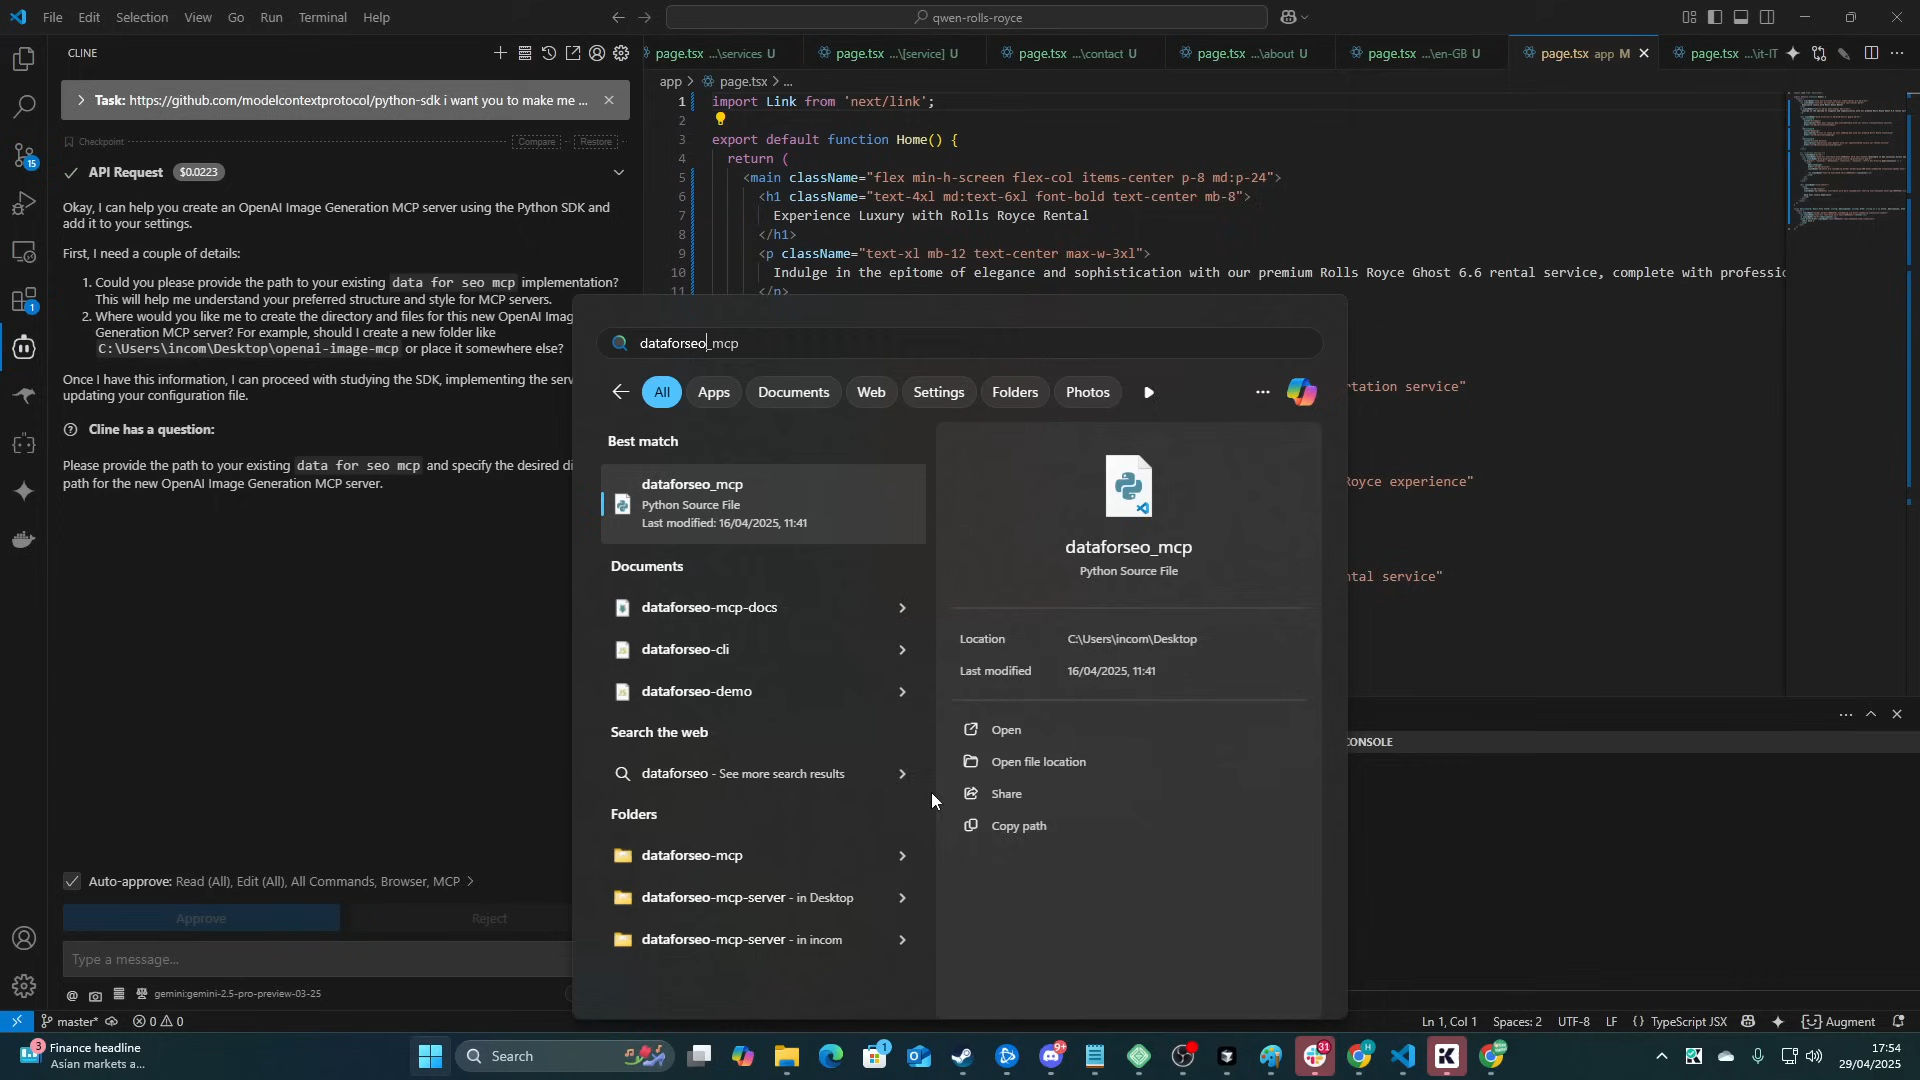 File Edit Selection View Go Run Terminal Help
qwen-rolls-royce
CLINE
page.tsx ...\services U
page.tsx ...\[service] U
page.tsx ...\contact U
page.tsx ...\about U
page.tsx ...\en-GB U
page.tsx app M
page.tsx ...\it-IT
app > page.tsx > ...
Task: https://github.com/modelcontextprotocol/python-sdk i want you to make me ...
Checkpoint
Compare
Restore
API Request $0.0223
Okay, I can help you create an OpenAI Image Generation MCP server using the Python SDK and
add it to your settings.
First, I need a couple of details:
1. Could you please provide the path to your existing data for seo mcp implementation?
This will help me understand your preferred structure and style for MCP servers.
2. Where would you like me to create the directory and files for this new OpenAI Imag
Generation MCP server? For example, should I create a new folder like
C:\Users\incom\Desktop\openai-image-mcp or place it somewhere else?
Once I have this information, I can proceed with studying the SDK, implementing the serv
updating your configuration file.
Cline has a question:
Please provide the path to your existing data for seo mcp and specify the desired di
path for the new OpenAI Image Generation MCP server.
Auto-approve: Read (All), Edit (All), All Commands, Browser, MCP >
Approve
Reject
Type a message...
gemini:gemini-2.5-pro-preview-03-25
1 import Link from 'next/link';
2
3 export default function Home() {
4 return (
5 <main className="flex min-h-screen flex-col items-center p-8 md:p-24">
6 <h1 className="text-4xl md:text-6xl font-bold text-center mb-8">
7 Experience Luxury with Rolls Royce Rental
8 </h1>
9 <p className="text-xl mb-12 text-center max-w-3xl">
10 Indulge in the epitome of elegance and sophistication with our premium Rolls Royce Ghost 6.6 rental service, complete with professio
11 </p>
rtation service"
Royce experience"
ntal service"
CONSOLE
dataforseo_mcp
All Apps Documents Web Settings Folders Photos
Best match
dataforseo_mcp
Python Source File
Last modified: 16/04/2025, 11:41
Documents
dataforseo-mcp-docs
dataforseo-cli
dataforseo-demo
Search the web
dataforseo - See more search results
Folders
dataforseo-mcp
dataforseo-mcp-server - in Desktop
dataforseo-mcp-server - in incom
dataforseo_mcp
Python Source File
Location C:\Users\incom\Desktop
Last modified 16/04/2025, 11:41
Open
Open file location
Share
Copy path
15
1
master* 0 0
Ln 1, Col 1 Spaces: 2 UTF-8 LF {} TypeScript JSX Augment
3
Finance headline
Asian markets a...
Search
1
9+
31
17:54
29/04/2025